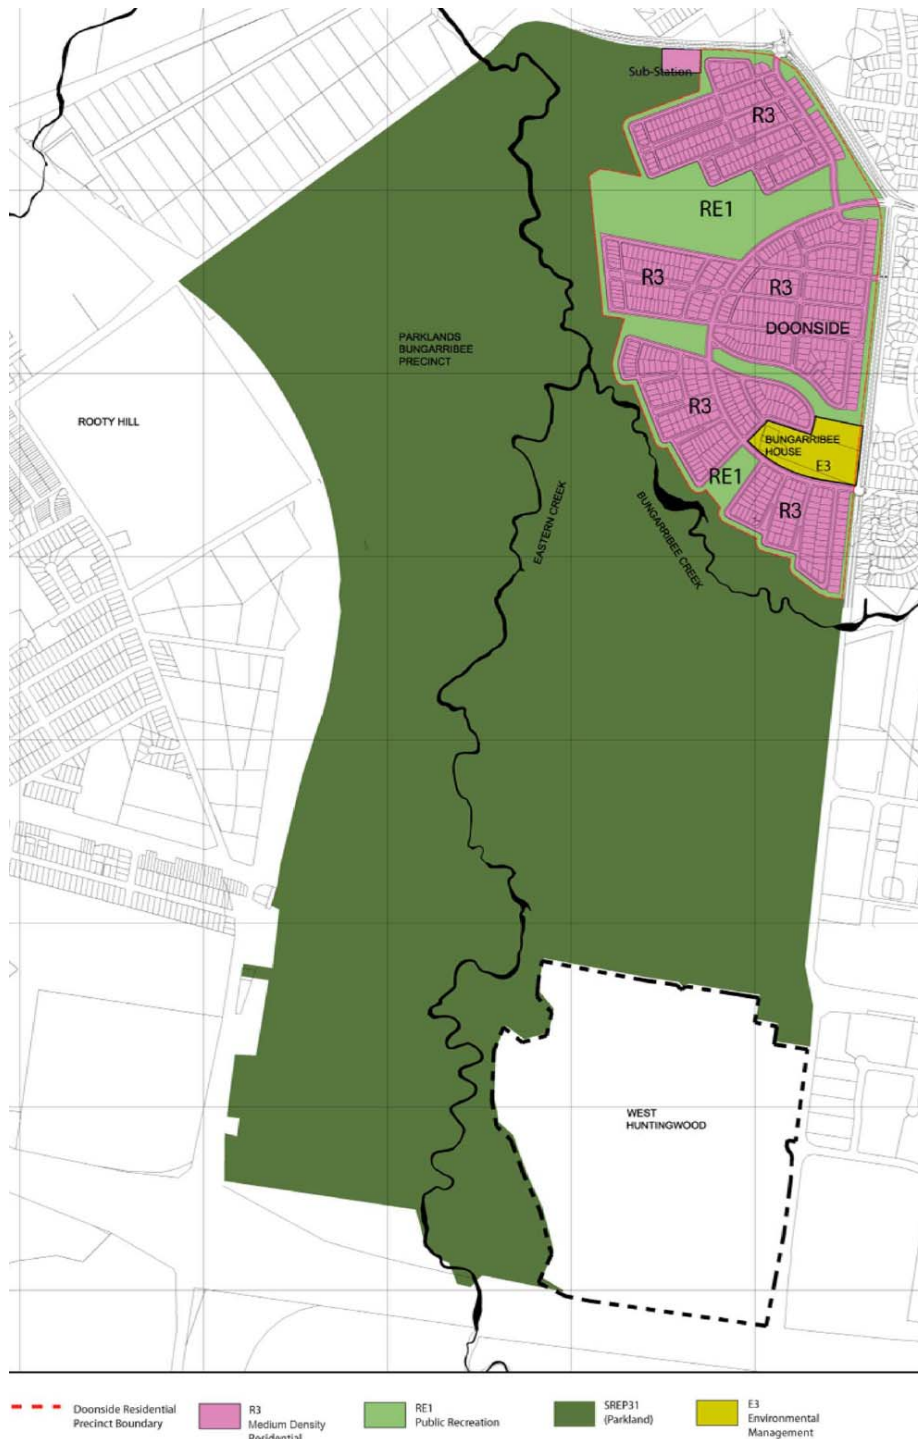 Sub-Station
R3
RE1
R3
R3
DOONSIDE
PARKLANDS
BUNGARRIBEE
PRECINCT
ROOTY HILL
R3
BUNGARRIBEE
HOUSE
E3
RE1
R3
EASTERN CREEK
BUNGARRIBEE CREEK
WEST
HUNTINGWOOD
Doonside Residential
Precinct Boundary
R3
Medium Density
Residential
RE1
Public Recreation
SREP31
(Parkland)
E3
Environmental
Management